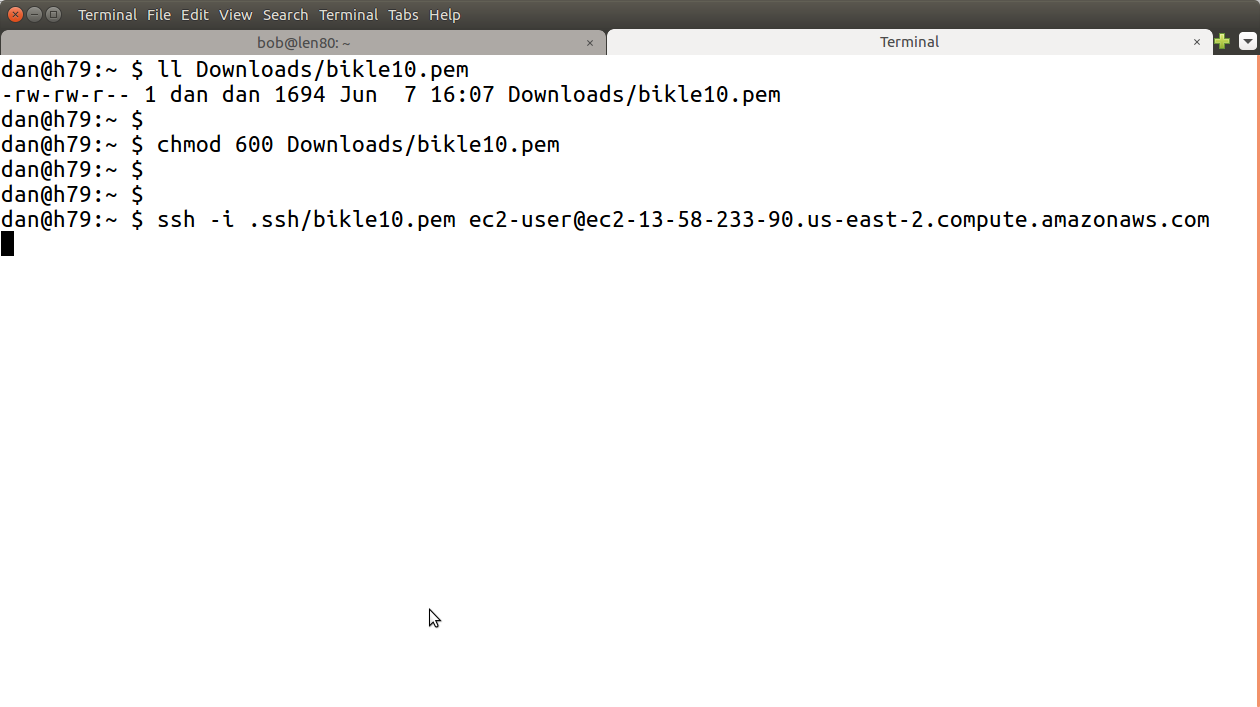 Terminal File Edit View Search Terminal Tabs Help
bob@len80: ~ × Terminal ×
dan@h79:~ $ ll Downloads/bikle10.pem
-rw-rw-r-- 1 dan dan 1694 Jun  7 16:07 Downloads/bikle10.pem
dan@h79:~ $
dan@h79:~ $ chmod 600 Downloads/bikle10.pem
dan@h79:~ $
dan@h79:~ $
dan@h79:~ $ ssh -i .ssh/bikle10.pem ec2-user@ec2-13-58-233-90.us-east-2.compute.amazonaws.com